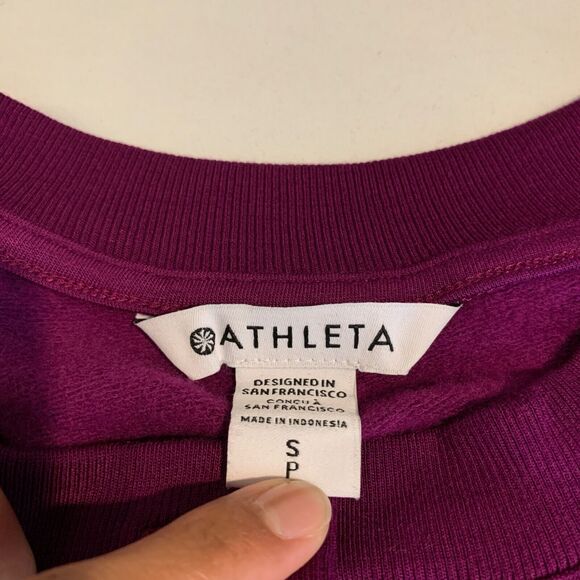 ATHLETA
DESIGNED IN
SAN FRANCISCO
CONÇU À
SAN FRANCISCO
MADE IN INDONESIA
S
P